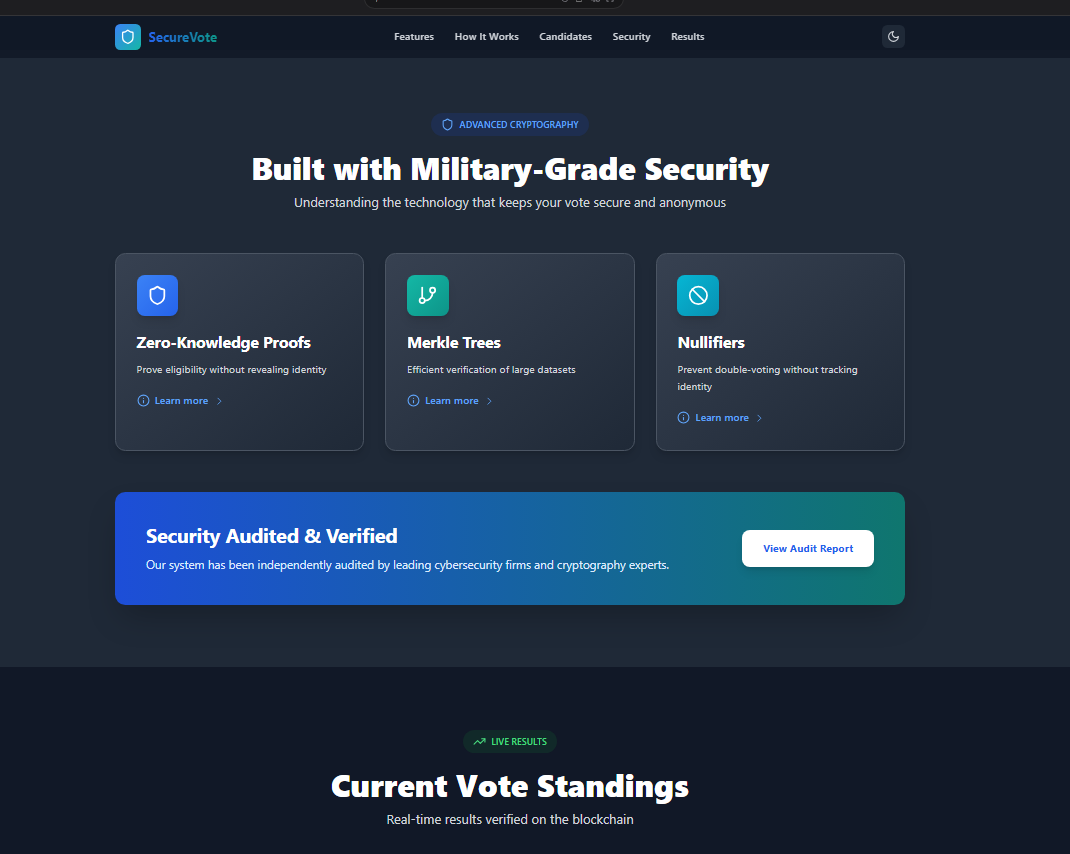 SecureVote
Features
How It Works
Candidates
Security
Results
ADVANCED CRYPTOGRAPHY
Built with Military-Grade Security
Understanding the technology that keeps your vote secure and anonymous
Zero-Knowledge Proofs
Prove eligibility without revealing identity
Learn more
Merkle Trees
Efficient verification of large datasets
Learn more
Nullifiers
Prevent double-voting without tracking
identity
Learn more
Security Audited & Verified
Our system has been independently audited by leading cybersecurity firms and cryptography experts.
View Audit Report
LIVE RESULTS
Current Vote Standings
Real-time results verified on the blockchain